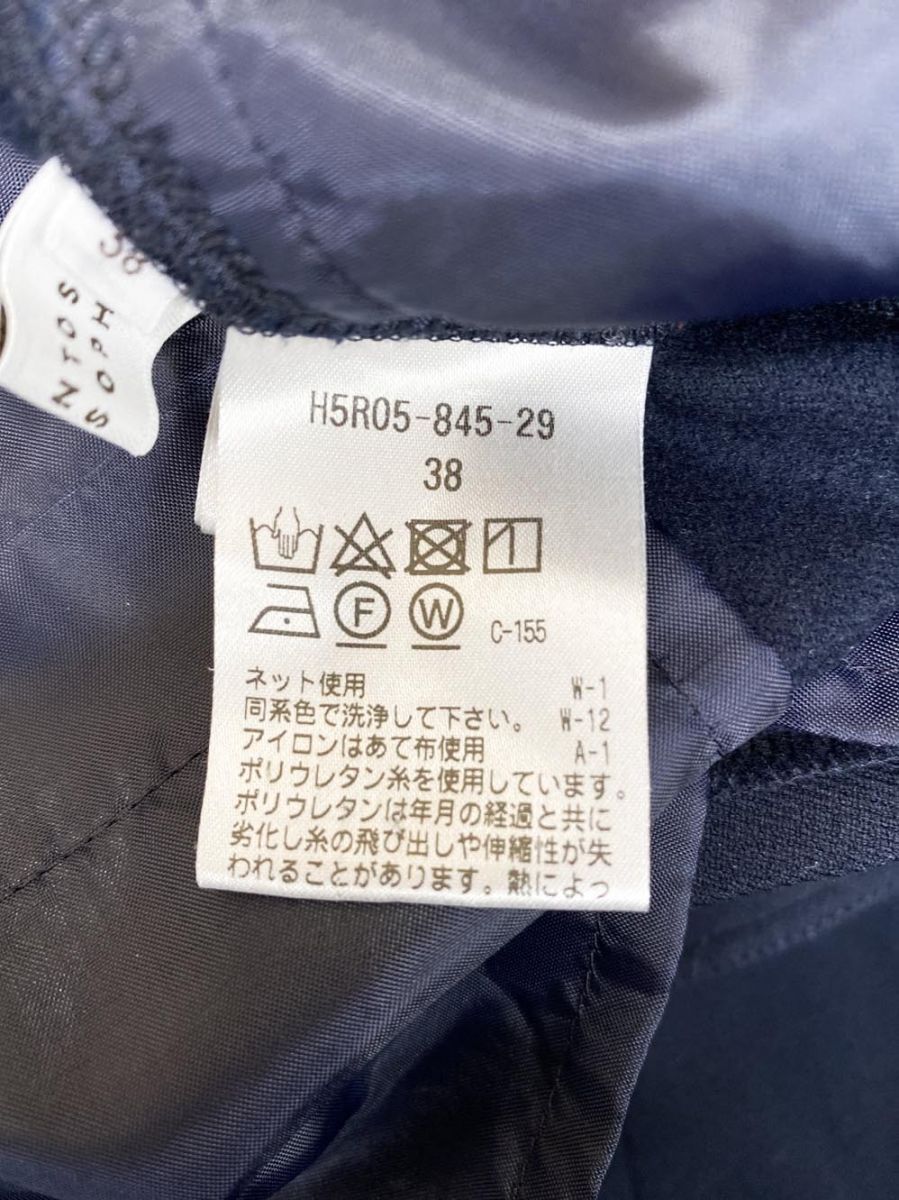 38
NTOS
SOPH
H5R05-845-29
38
F W C-155
ネット使用 W-1
同系色で洗浄して下さい。 W-12
アイロンはあて布使用 A-1
ポリウレタン糸を使用しています。
ポリウレタンは年月の経過と共に
劣化し糸の飛び出しや伸縮性が失
われることがあります。熱によっ